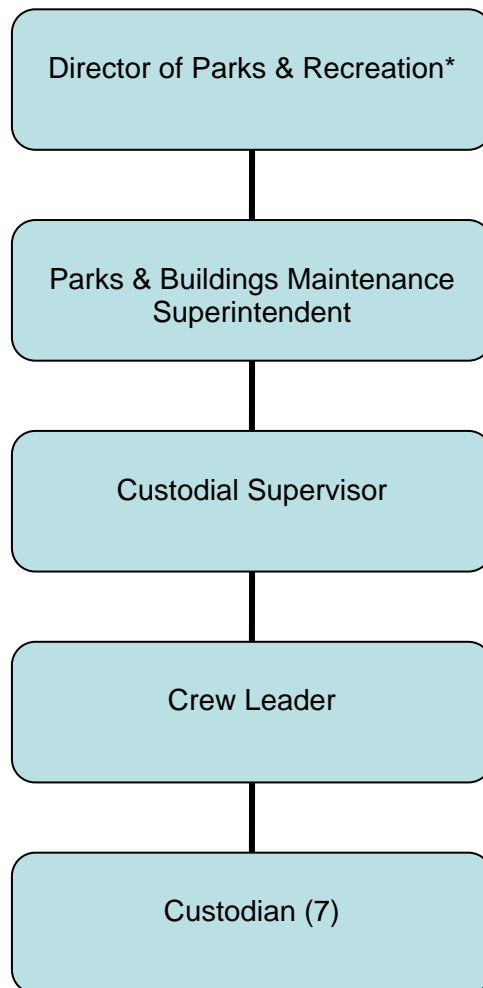 Director of Parks & Recreation*
Parks & Buildings Maintenance
Superintendent
Custodial Supervisor
Crew Leader
Custodian (7)